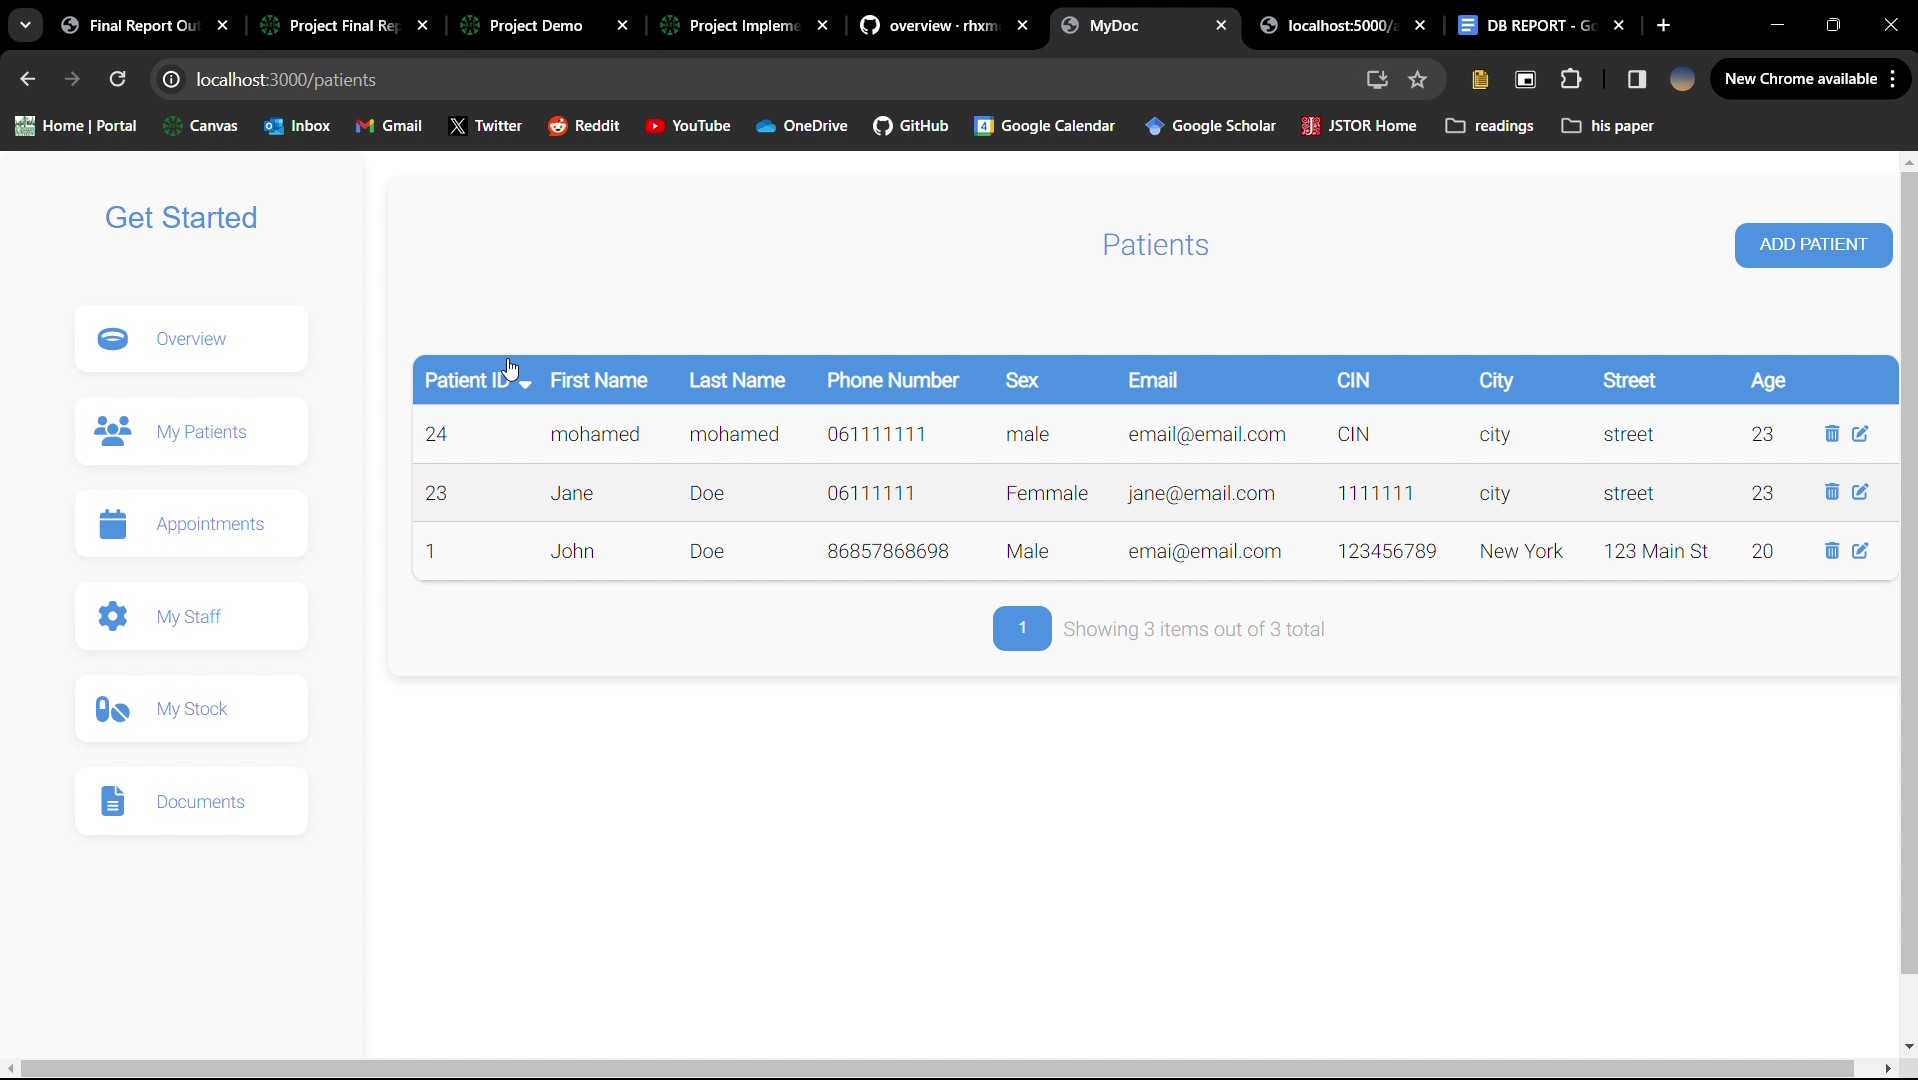 Final Report Ou
Project Final Re
Project Demo
Project Impleme
overview · rhxm
MyDoc
localhost:5000/a
DB REPORT - Go
localhost:3000/patients
New Chrome available
Home | Portal
Canvas
Inbox
Gmail
Twitter
Reddit
YouTube
OneDrive
GitHub
4
Google Calendar
Google Scholar
JSTOR Home
readings
his paper
Get Started
Overview
My Patients
Appointments
My Staff
My Stock
Documents
Patients
ADD PATIENT
Patient ID First Name Last Name Phone Number Sex Email CIN City Street Age
24 mohamed mohamed 061111111 male email@email.com CIN city street 23
23 Jane Doe 06111111 Femmale jane@email.com 1111111 city street 23
1 John Doe 86857868698 Male emai@email.com 123456789 New York 123 Main St 20
1 Showing 3 items out of 3 total